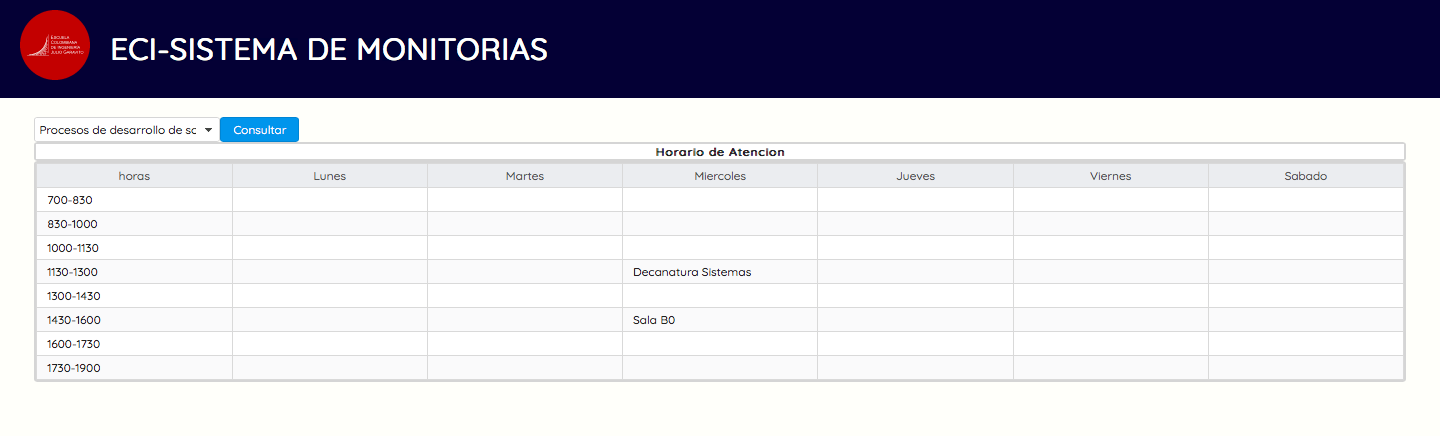 ESCUELA
COLOMBIANA
DE INGENIERÍA
JULIO GARAVITO
ECI-SISTEMA DE MONITORIAS
Procesos de desarrollo de sc
Consultar
Horario de Atencion
horas Lunes Martes Miercoles Jueves Viernes Sabado
700-830
830-1000
1000-1130
1130-1300 Decanatura Sistemas
1300-1430
1430-1600 Sala B0
1600-1730
1730-1900